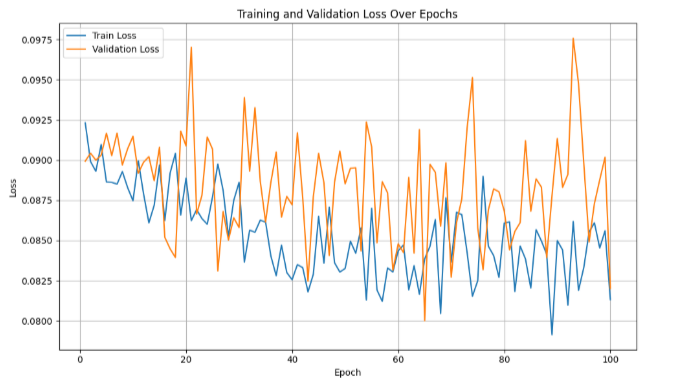 Training and Validation Loss Over Epochs
Train Loss
Validation Loss
0.0975
0.0950
0.0925
0.0900
0.0875
0.0850
0.0825
0.0800
Loss
0 20 40 60 80 100
Epoch